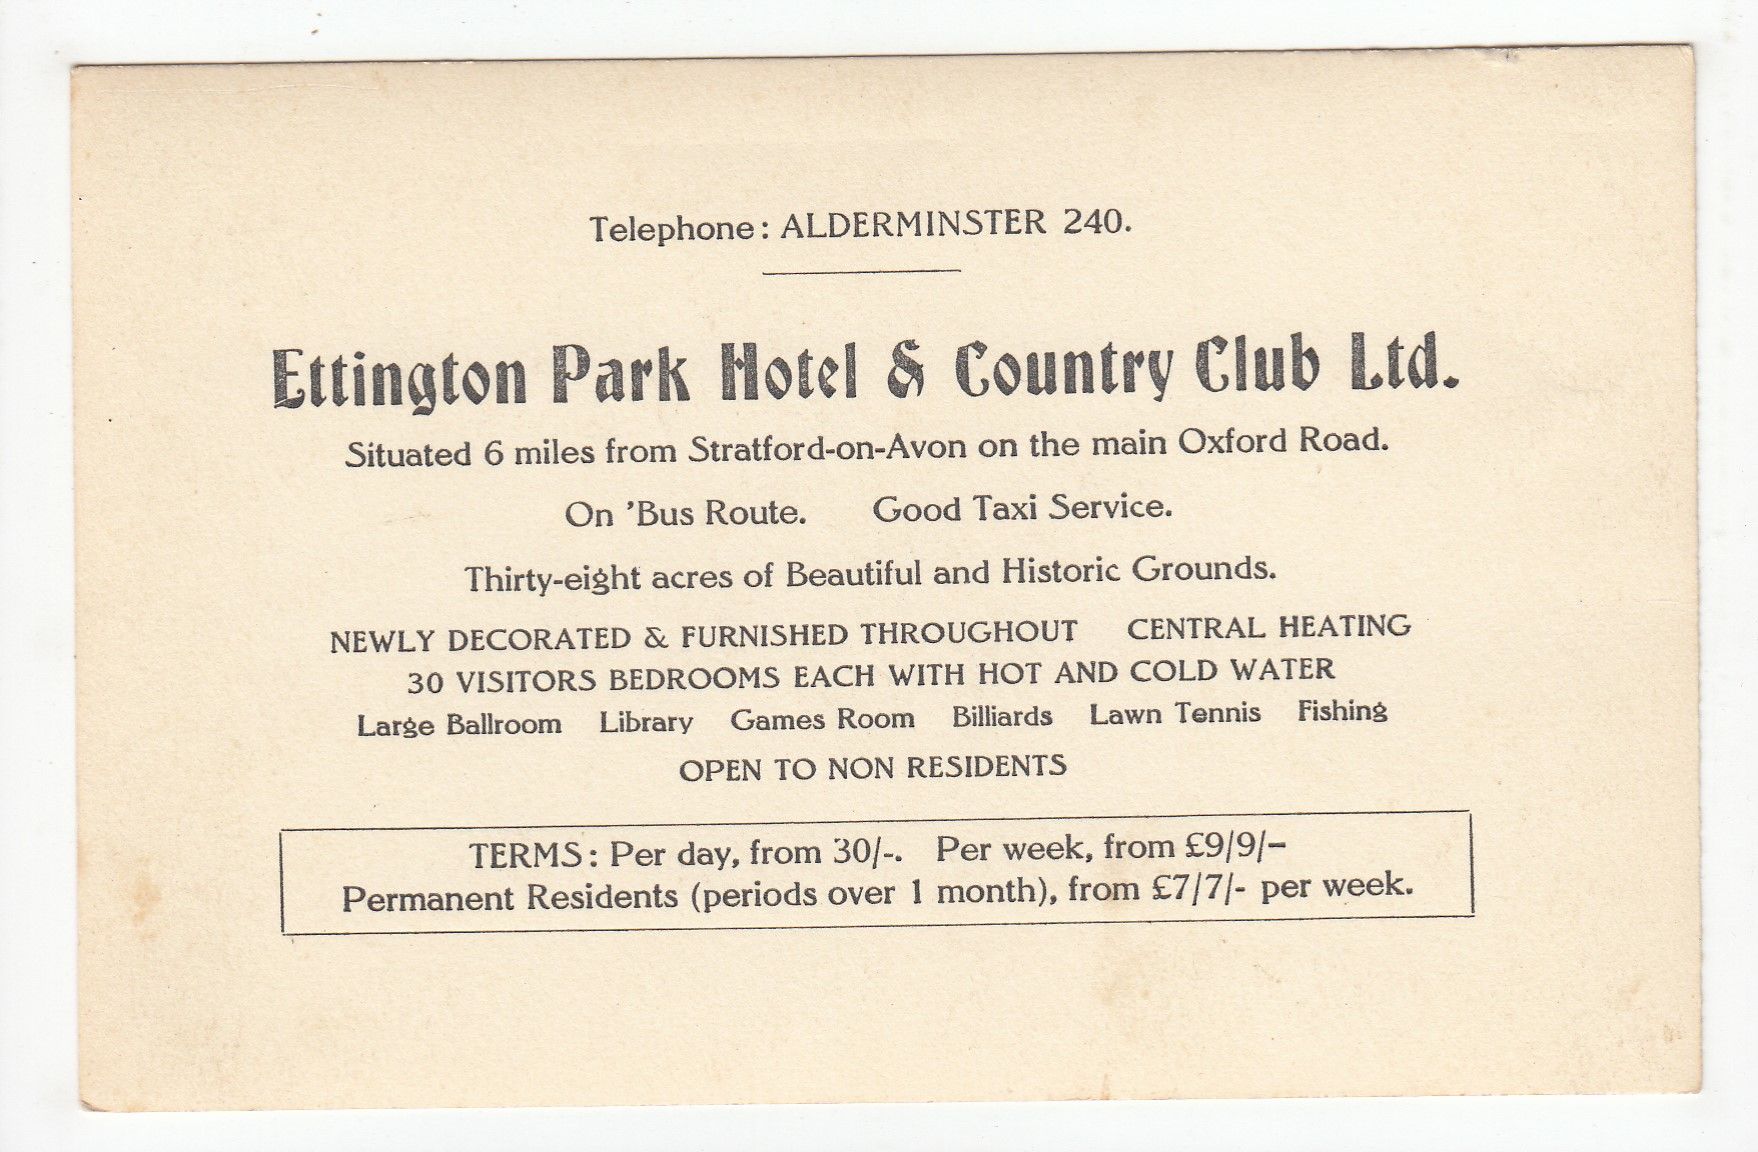 Telephone: ALDERMINSTER 240.
Ettington Park Hotel & Country Club Ltd.
Situated 6 miles from Stratford-on-Avon on the main Oxford Road.
On 'Bus Route. Good Taxi Service.
Thirty-eight acres of Beautiful and Historic Grounds.
NEWLY DECORATED & FURNISHED THROUGHOUT CENTRAL HEATING
30 VISITORS BEDROOMS EACH WITH HOT AND COLD WATER
Large Ballroom Library Games Room Billiards Lawn Tennis Fishing
OPEN TO NON RESIDENTS
TERMS: Per day, from 30/-. Per week, from £9/9/-
Permanent Residents (periods over 1 month), from £7/7/- per week.